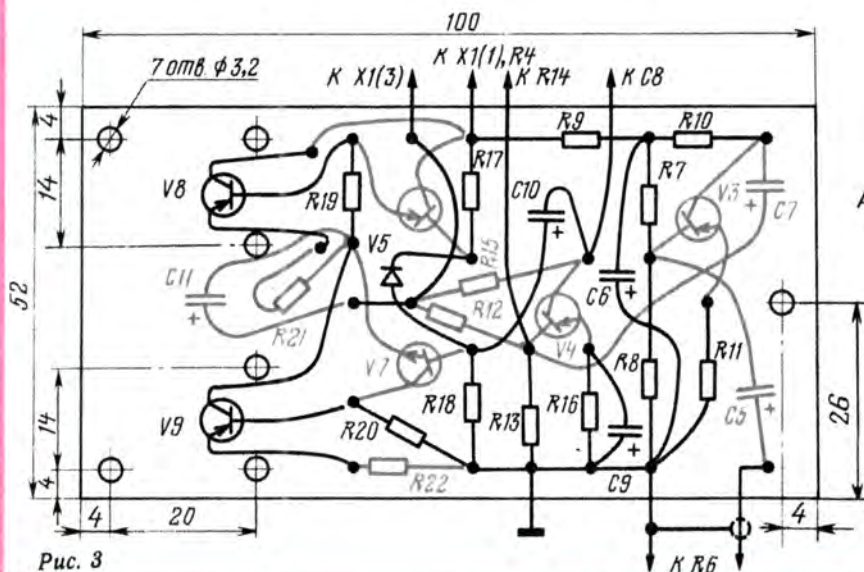 100
7 отв. ф3,2
К X1(3)
К X1(1), R4
К R14
К C8
52
4
14
14
4
V8
R19
R17
C10
R9
R10
R7
V3
C7
V5
R15
C11
R21
R12
C6
V4
V7
R8
R11
C5
V9
R20
R18
R13
R16
C9
R22
26
4
20
4
К R6
Рис. 3
А